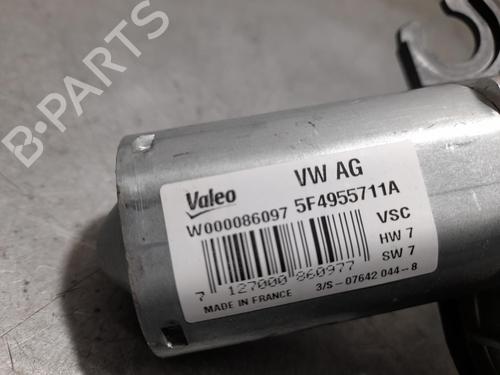 B-PARTS
Valeo VW AG
W000086097 5F4955711A
VSC
HW 7
SW 7
7 127000 860977
MADE IN FRANCE 3/S-07642 044-8